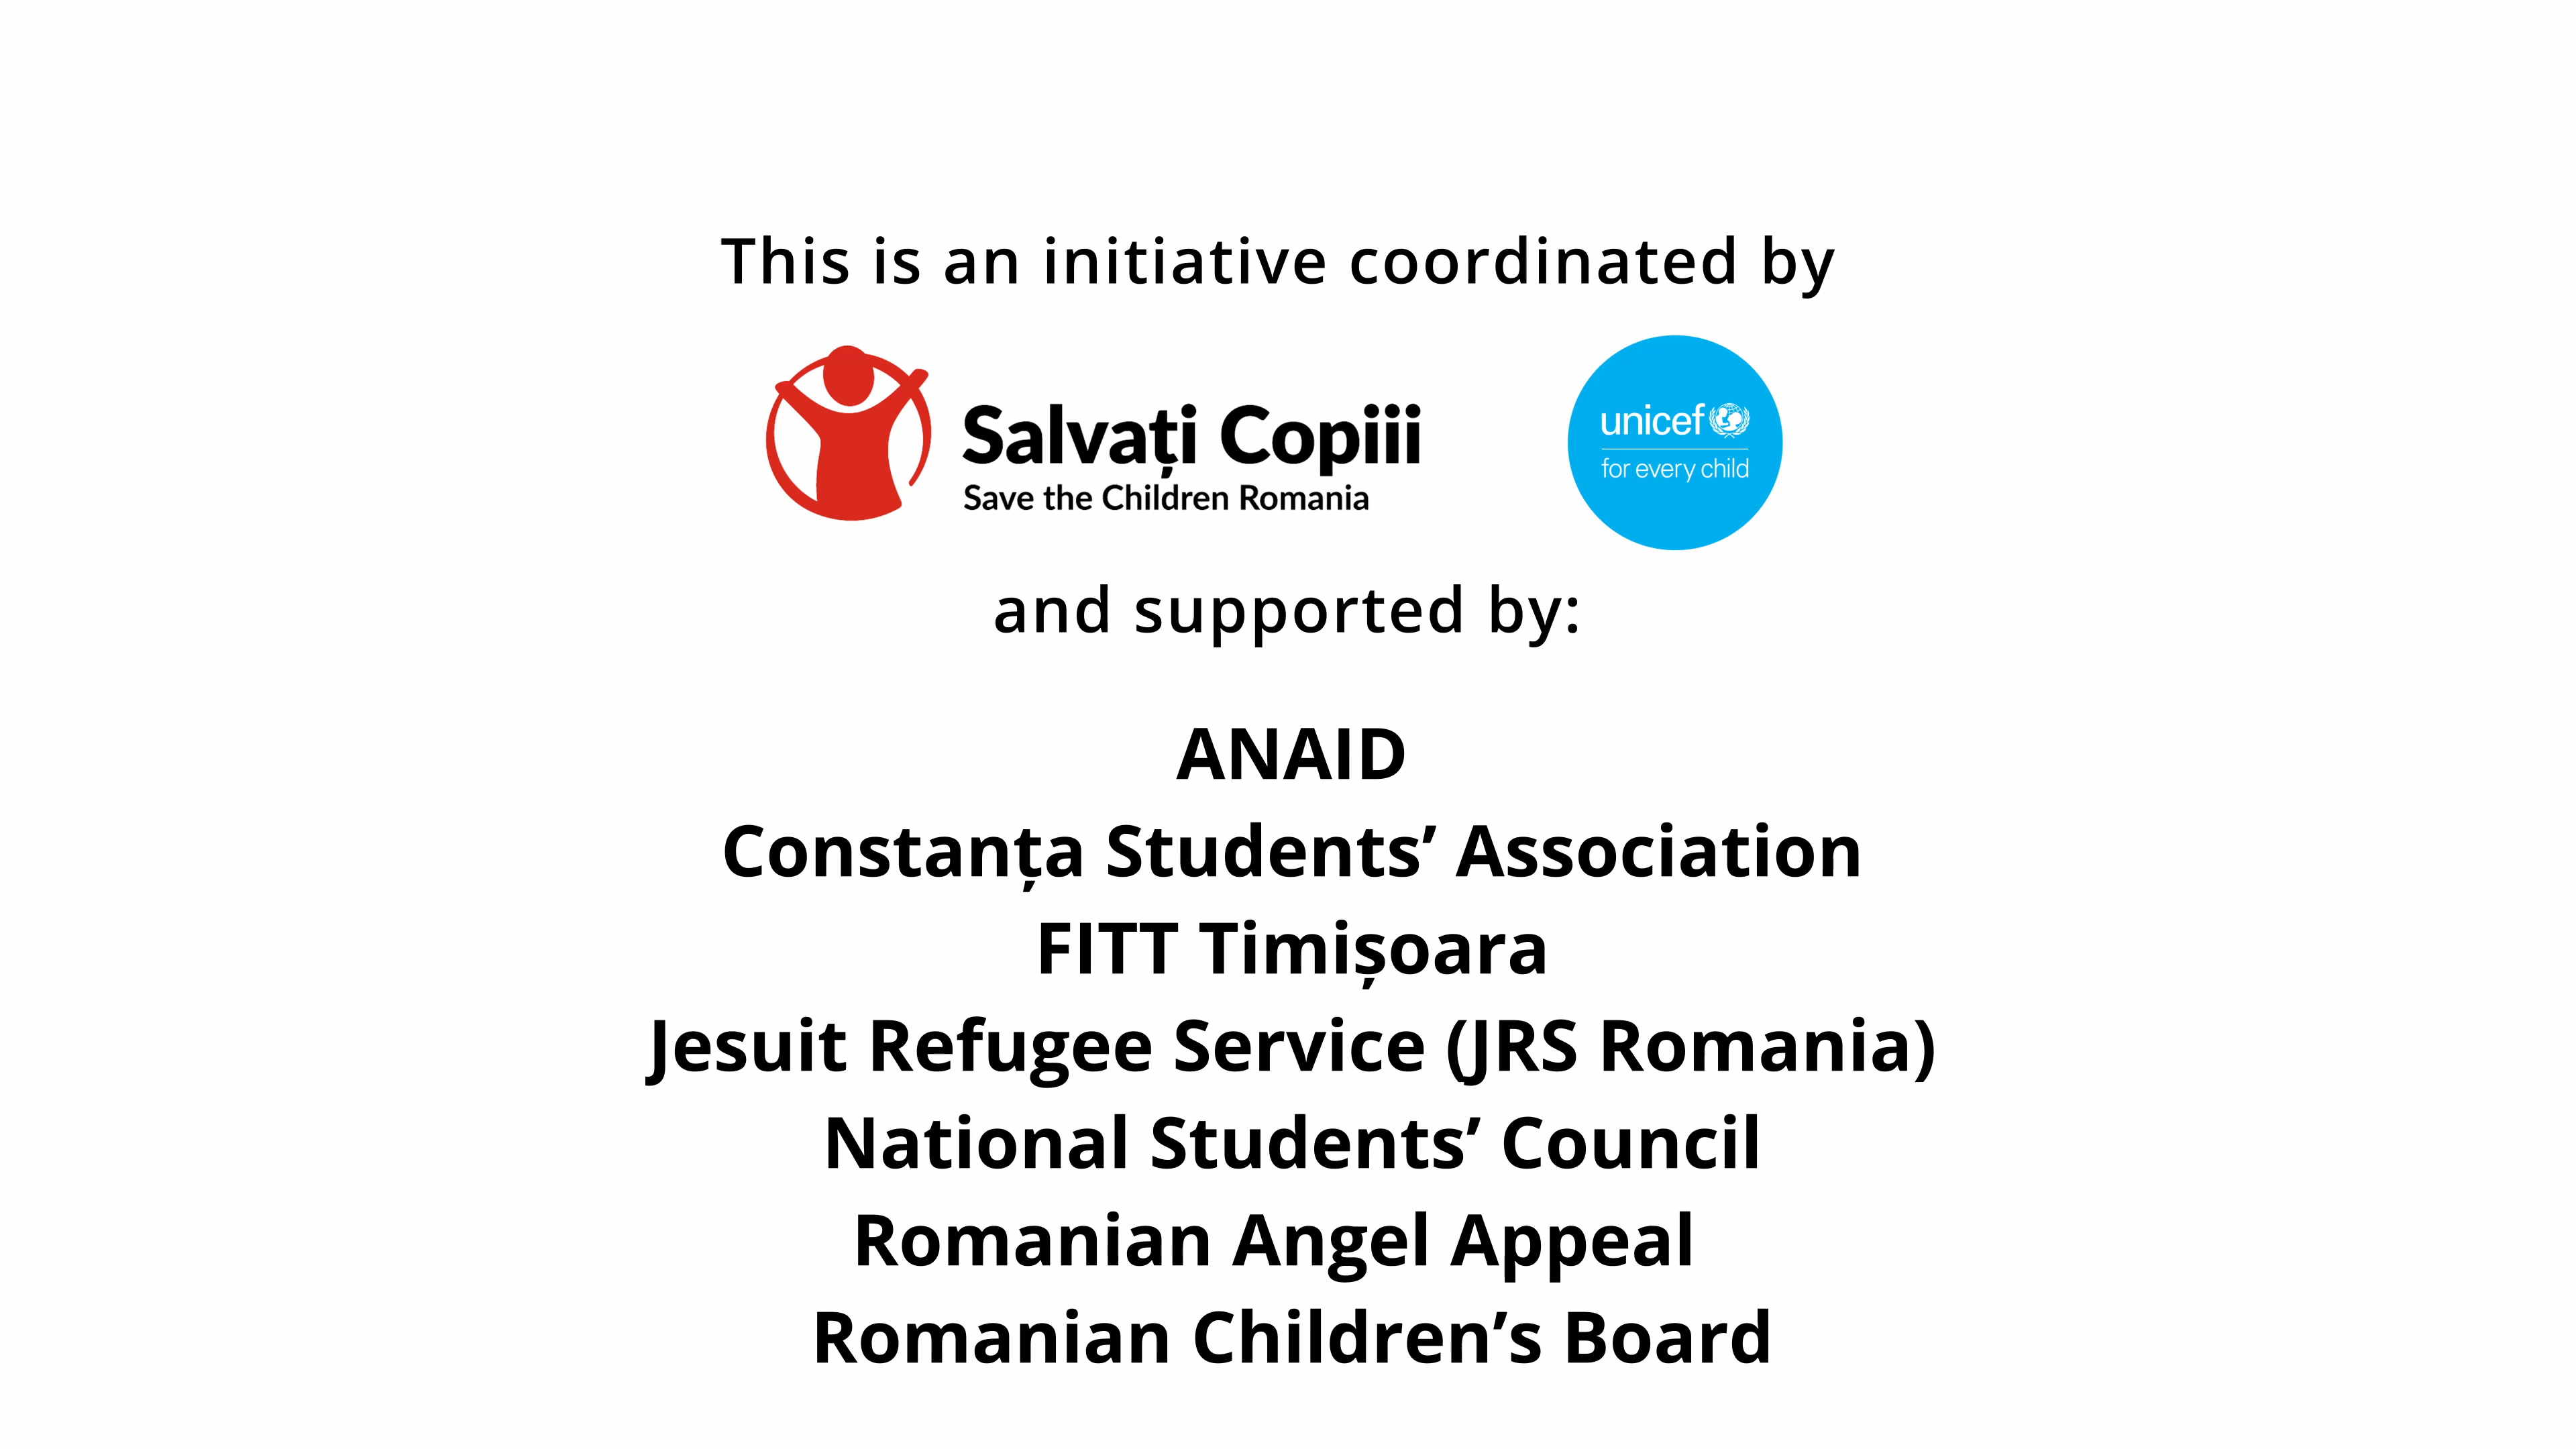 This is an initiative coordinated by
Salvați Copiii
Save the Children Romania
unicef
for every child
and supported by:
ANAID
Constanța Students’ Association
FITT Timișoara
Jesuit Refugee Service (JRS Romania)
National Students’ Council
Romanian Angel Appeal
Romanian Children’s Board